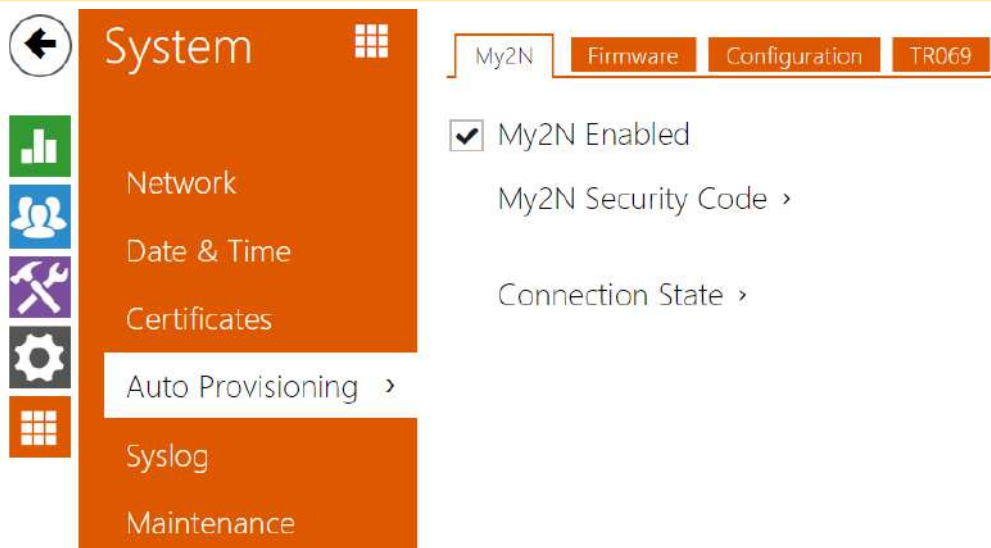 System
Network
Date & Time
Certificates
Auto Provisioning ›
Syslog
Maintenance
My2N
Firmware
Configuration
TR069
My2N Enabled
My2N Security Code ›
Connection State ›